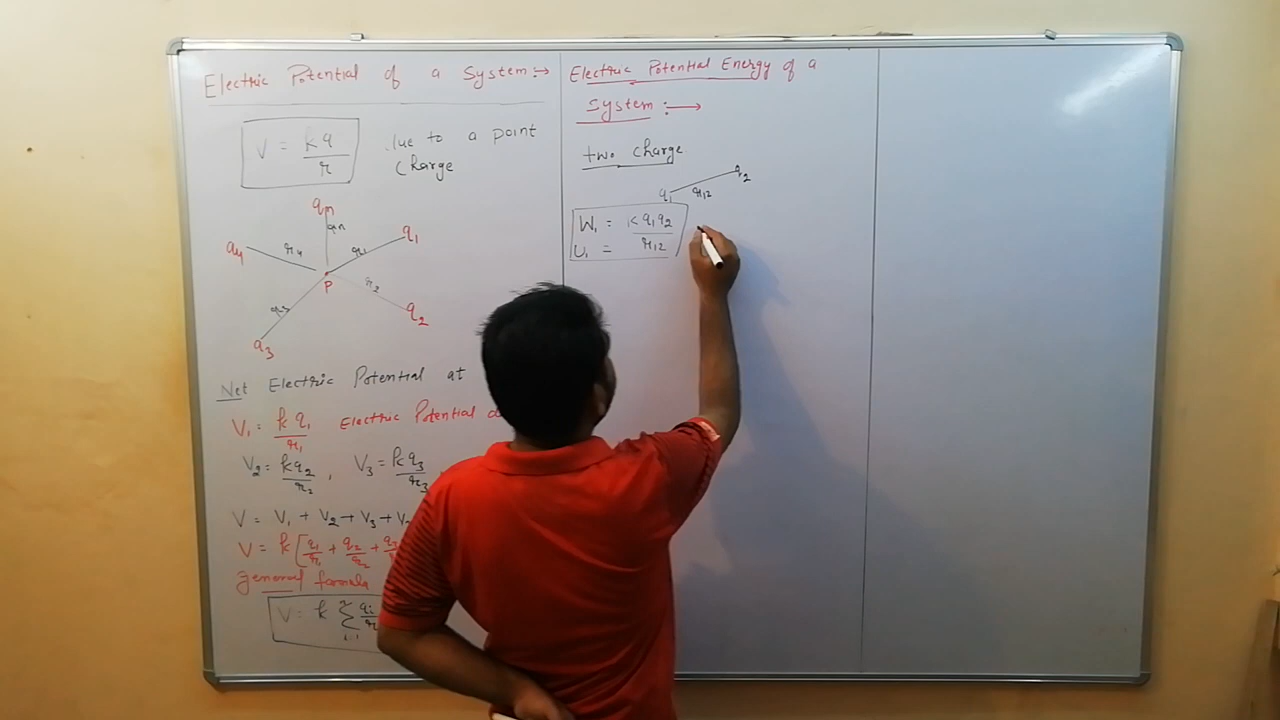 Electric Potential of a System :→
V = kq/r due to a point
charge
qn
rn
q4
r4
r1
q1
P
r2
r3
q2
q3
Net Electric Potential at
V1 = kq1/r1 Electric Potential
V2 = kq2/r2 , V3 = kq3/r3
V = V1 + V2 + V3 +
V = k[q1/r1 + q2/r2 +
general formula
V = k Σ qi/
i=1
Electric Potential Energy of a
System :→
two charge
q1 r12 q2
W1 = kq1q2/r12
U1 =